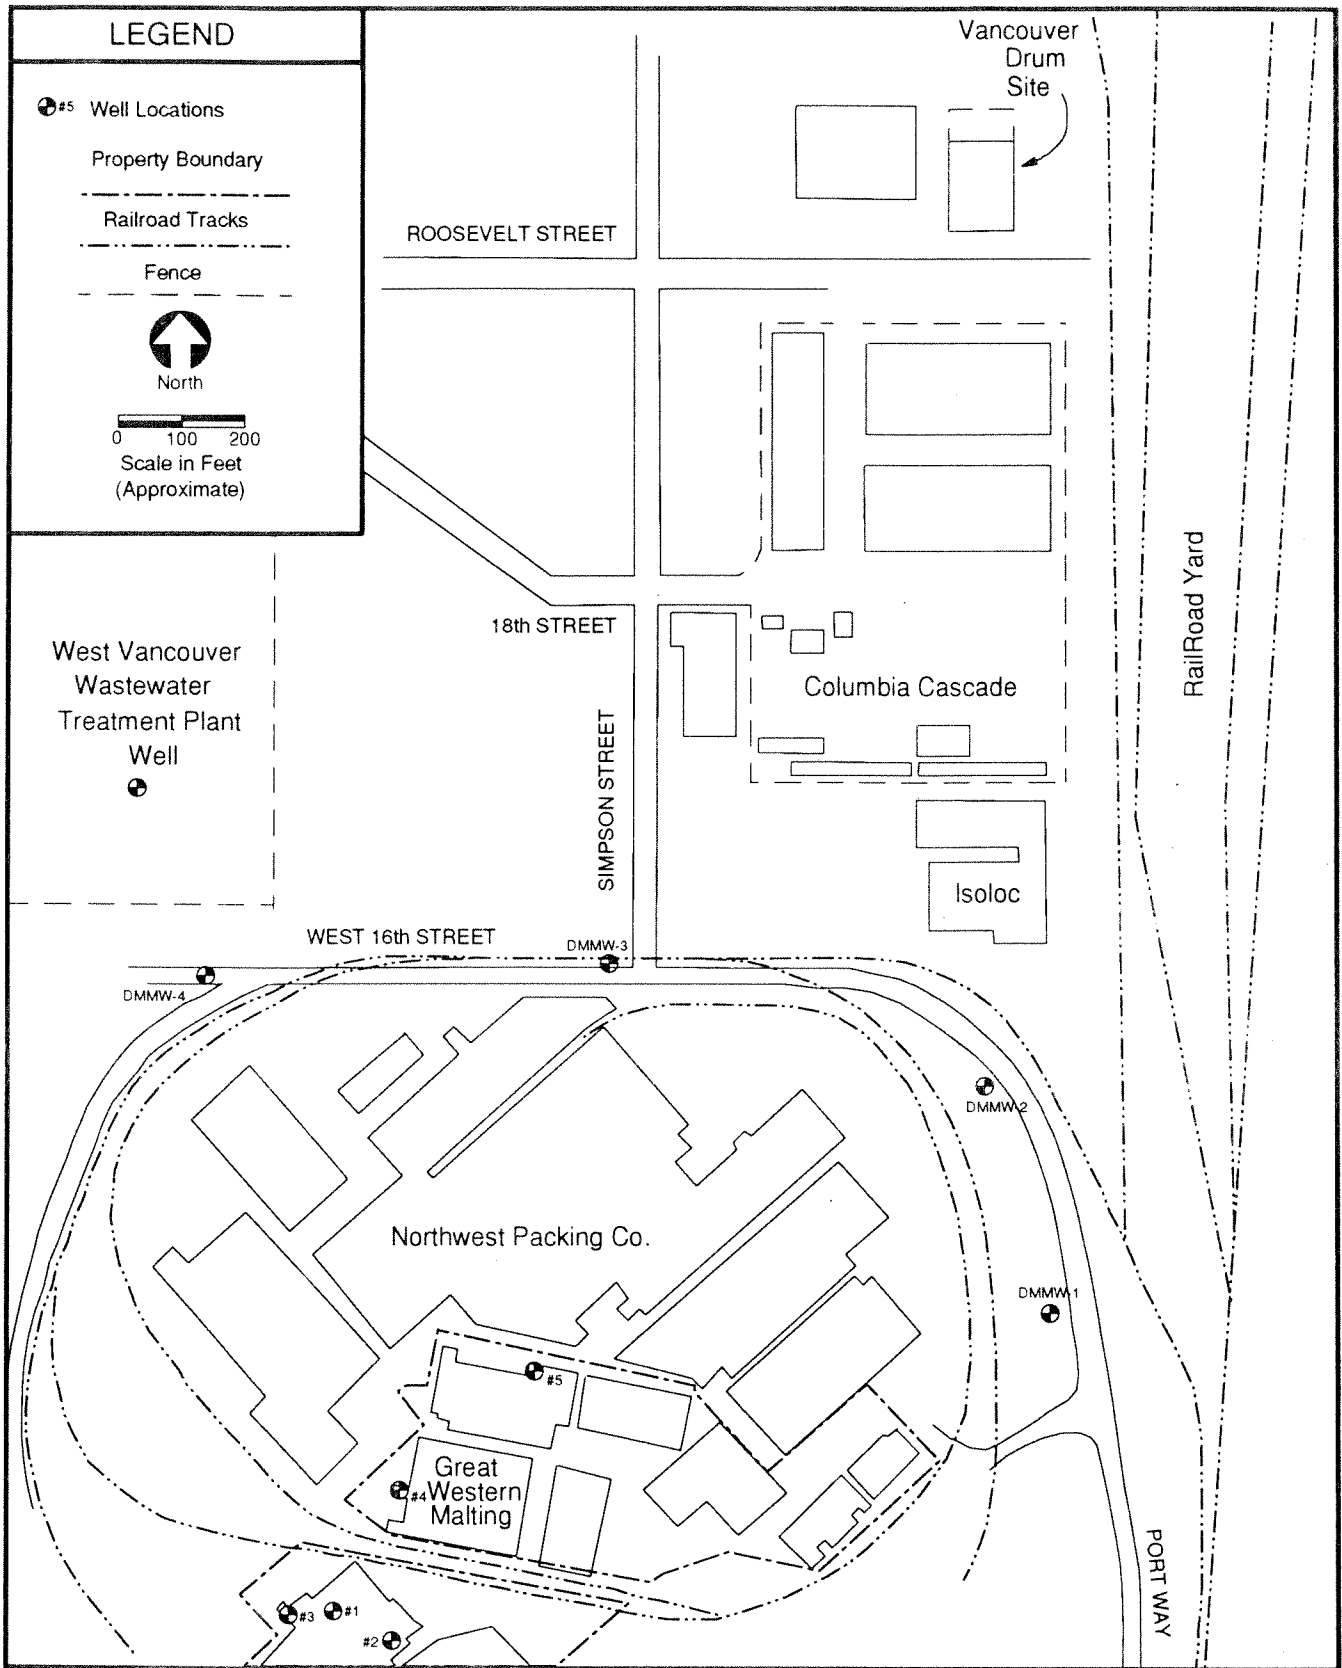 LEGEND
#5 Well Locations
Property Boundary
Railroad Tracks
Fence
North
0 100 200
Scale in Feet
(Approximate)
Vancouver
Drum
Site
ROOSEVELT STREET
RailRoad Yard
18th STREET
West Vancouver
Wastewater
Treatment Plant
Well
SIMPSON STREET
Columbia Cascade
Isoloc
WEST 16th STREET
DMMW-3
DMMW-4
DMMW-2
Northwest Packing Co.
DMMW-1
#5
Great
#4 Western
Malting
PORT WAY
#3
#1
#2